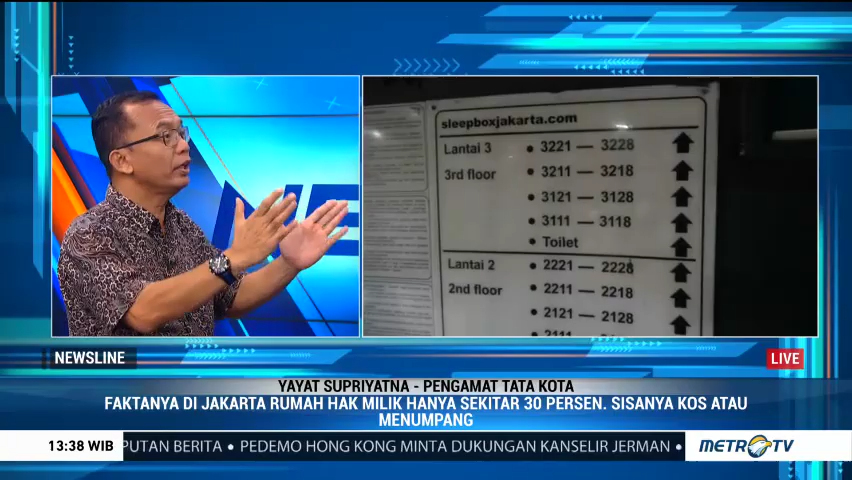 sleepboxjakarta.com
Lantai 3 • 3221 — 3228
3rd floor • 3211 — 3218
• 3121 — 3128
• 3111 — 3118
• Toilet
Lantai 2 • 2221 — 2228
2nd floor • 2211 — 2218
• 2121 — 2128
NEWSLINE
LIVE
YAYAT SUPRIYATNA - PENGAMAT TATA KOTA
FAKTANYA DI JAKARTA RUMAH HAK MILIK HANYA SEKITAR 30 PERSEN. SISANYA KOS ATAU
MENUMPANG
13:38 WIB PUTAN BERITA • PEDEMO HONG KONG MINTA DUKUNGAN KANSELIR JERMAN •
METRO TV